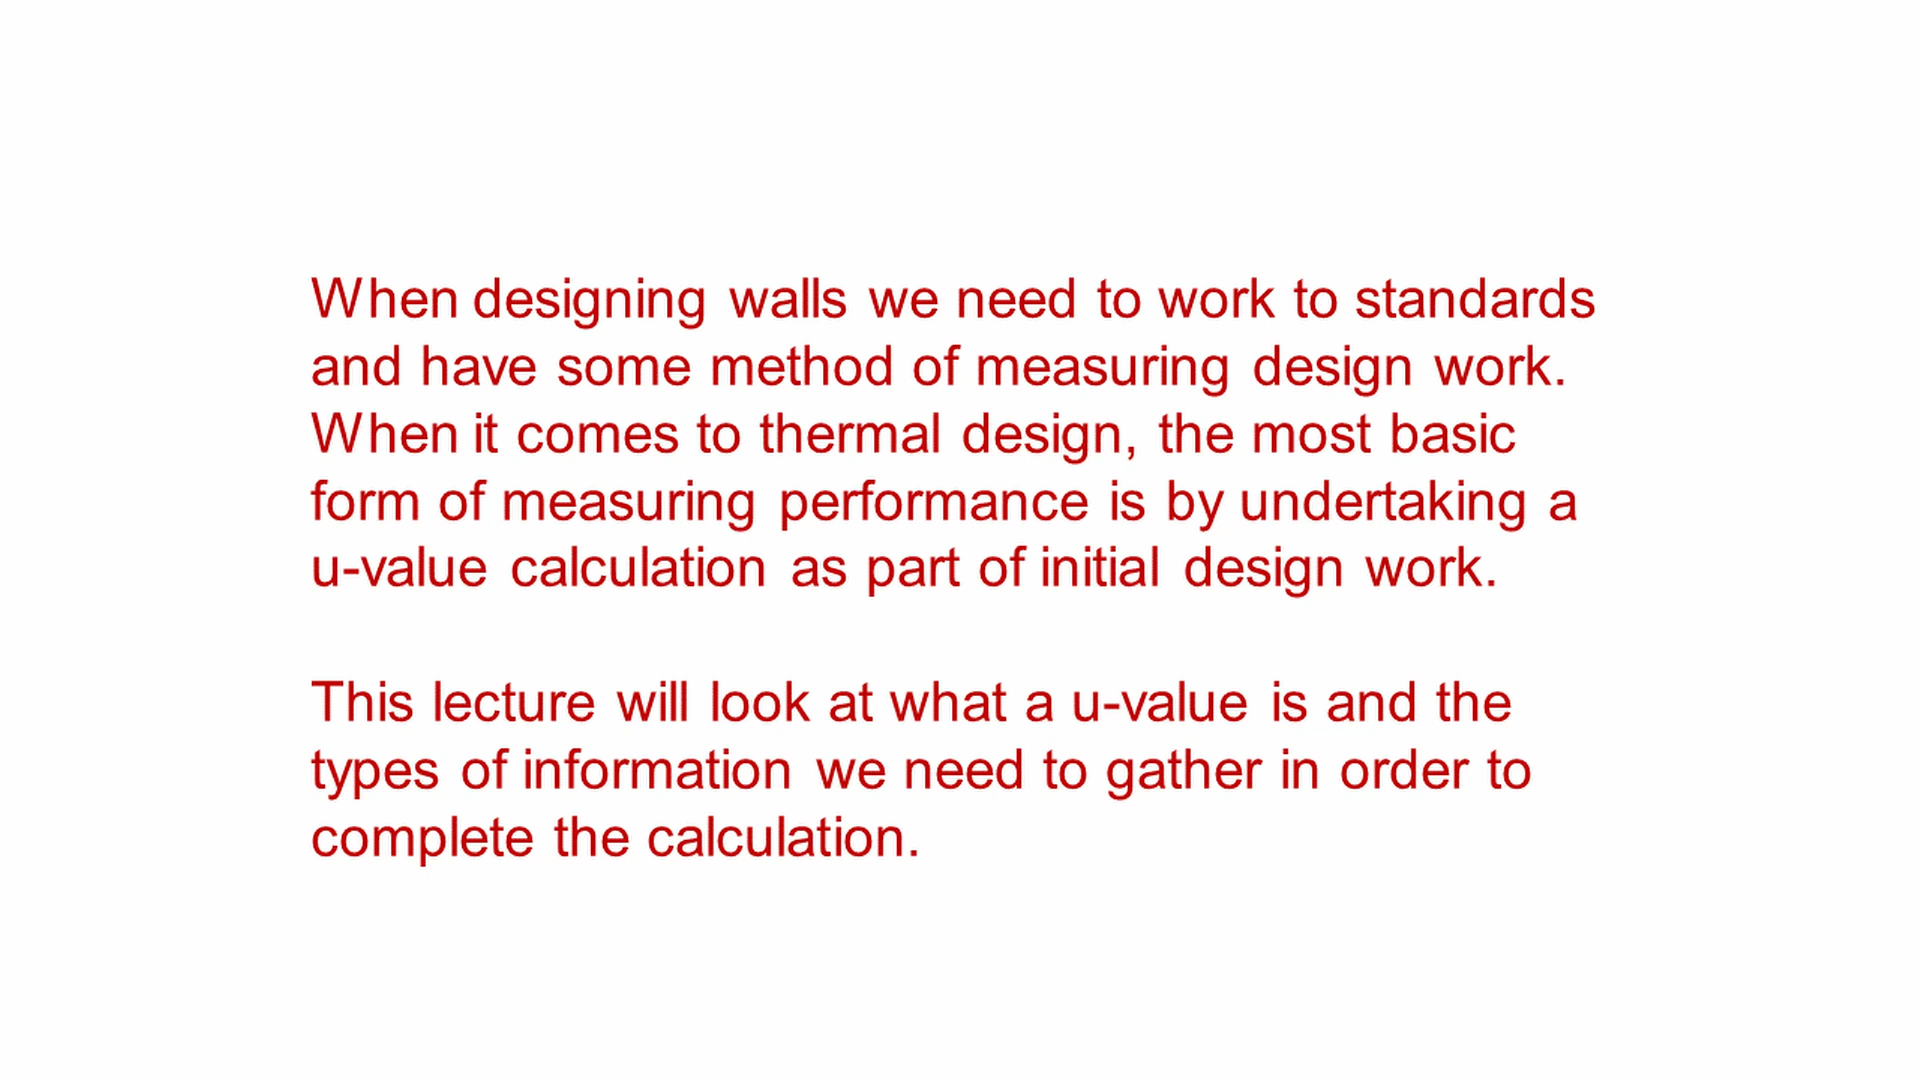 When designing walls we need to work to standards
and have some method of measuring design work.
When it comes to thermal design, the most basic
form of measuring performance is by undertaking a
u-value calculation as part of initial design work.
This lecture will look at what a u-value is and the
types of information we need to gather in order to
complete the calculation.